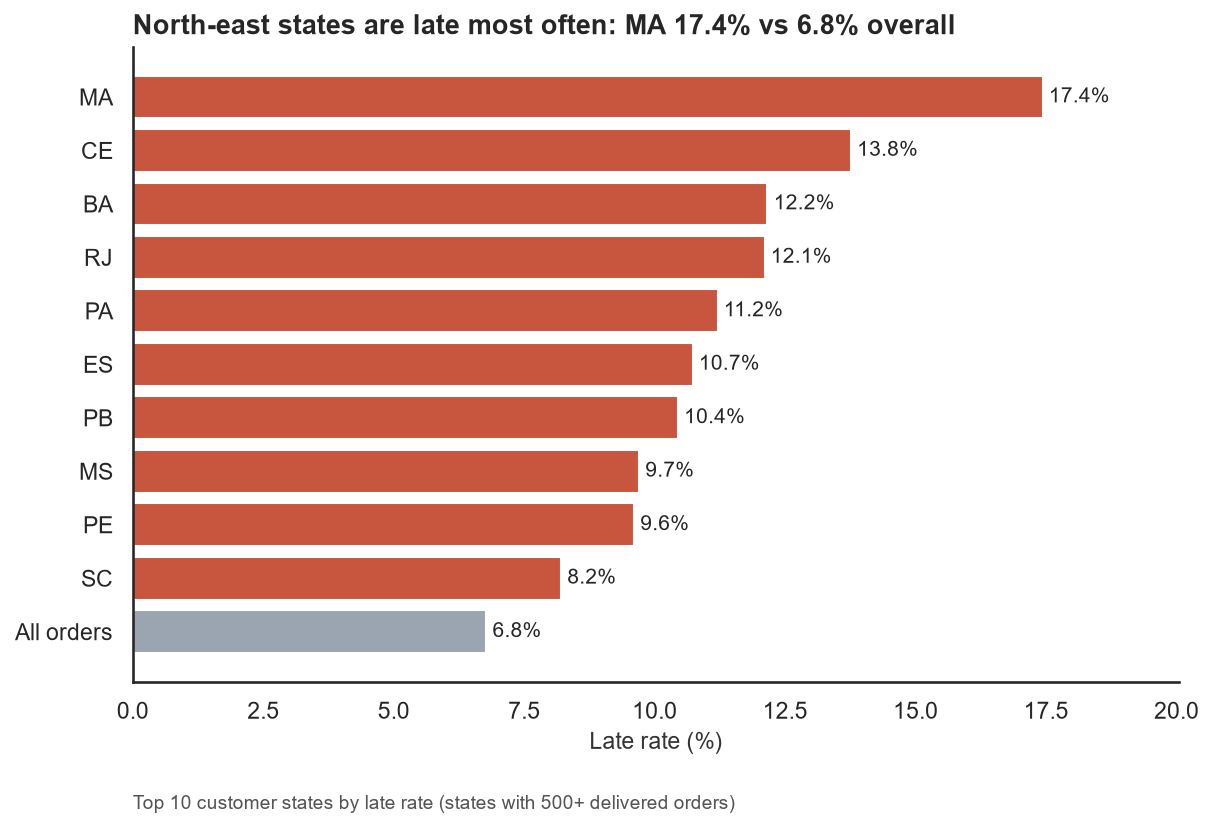 North-east states are late most often: MA 17.4% vs 6.8% overall
MA 17.4%
CE 13.8%
BA 12.2%
RJ 12.1%
PA 11.2%
ES 10.7%
PB 10.4%
MS 9.7%
PE 9.6%
SC 8.2%
All orders 6.8%
0.0 2.5 5.0 7.5 10.0 12.5 15.0 17.5 20.0
Late rate (%)
Top 10 customer states by late rate (states with 500+ delivered orders)